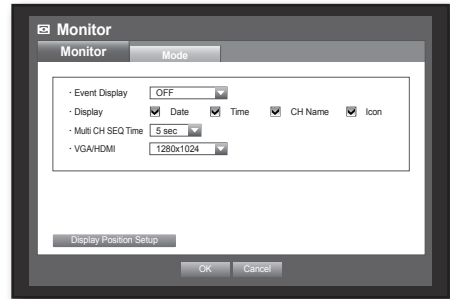 Monitor
Monitor Mode
· Event Display OFF
· Display Date Time CH Name Icon
· Multi CH SEQ Time 5 sec
· VGA/HDMI 1280x1024
Display Position Setup
OK Cancel